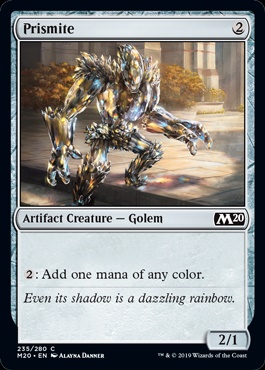 Prismite 2
Artifact Creature — Golem M20
2: Add one mana of any color.
Even its shadow is a dazzling rainbow.
2/1
235/280 C
M20 • EN ALAYNA DANNER ™ & © 2019 Wizards of the Coast